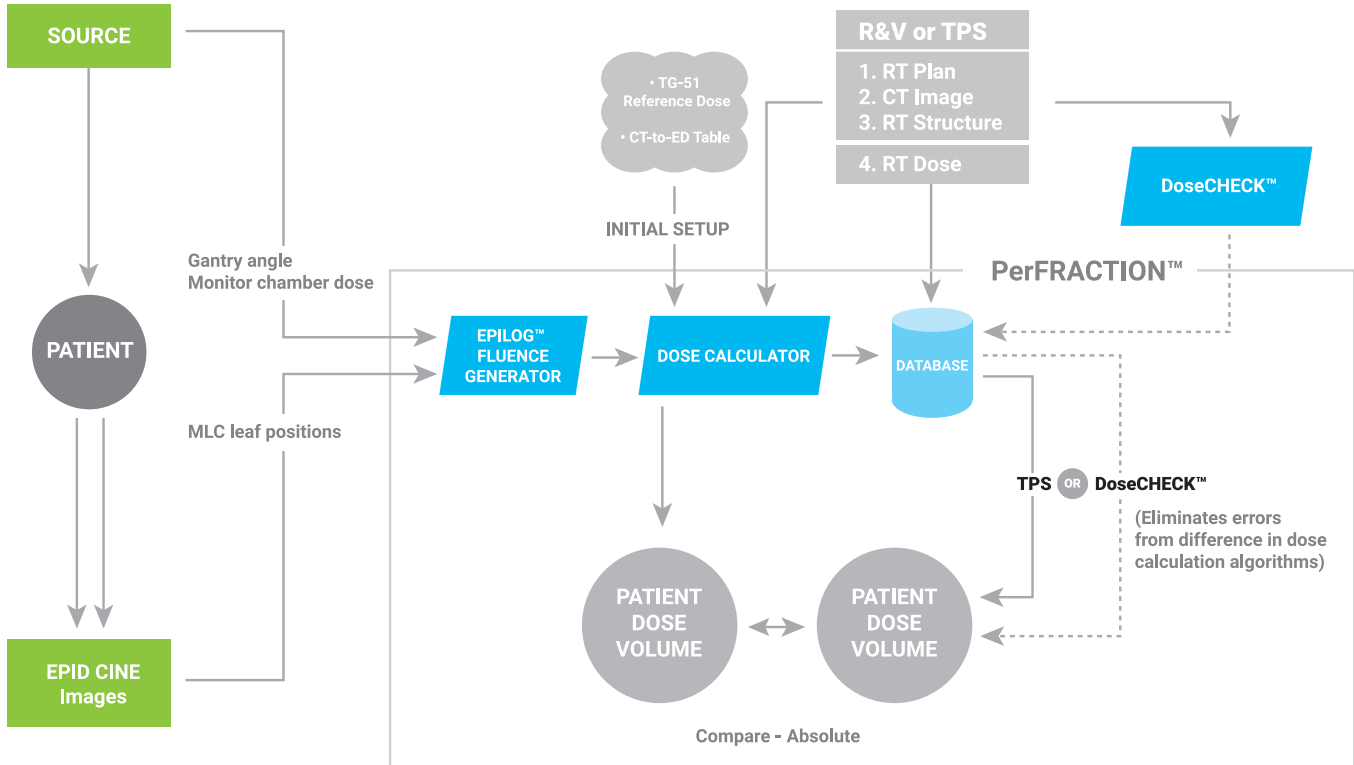 SOURCE
R&V or TPS
1. RT Plan
2. CT Image
3. RT Structure
4. RT Dose
• TG-51
Reference Dose
• CT-to-ED Table
DoseCHECK™
INITIAL SETUP
Gantry angle
Monitor chamber dose
PerFRACTION™
PATIENT
EPILOG™
FLUENCE
GENERATOR
DOSE CALCULATOR
DATABASE
MLC leaf positions
TPS OR DoseCHECK™
(Eliminates errors
from difference in dose
calculation algorithms)
PATIENT
DOSE
VOLUME
PATIENT
DOSE
VOLUME
EPID CINE
Images
Compare - Absolute